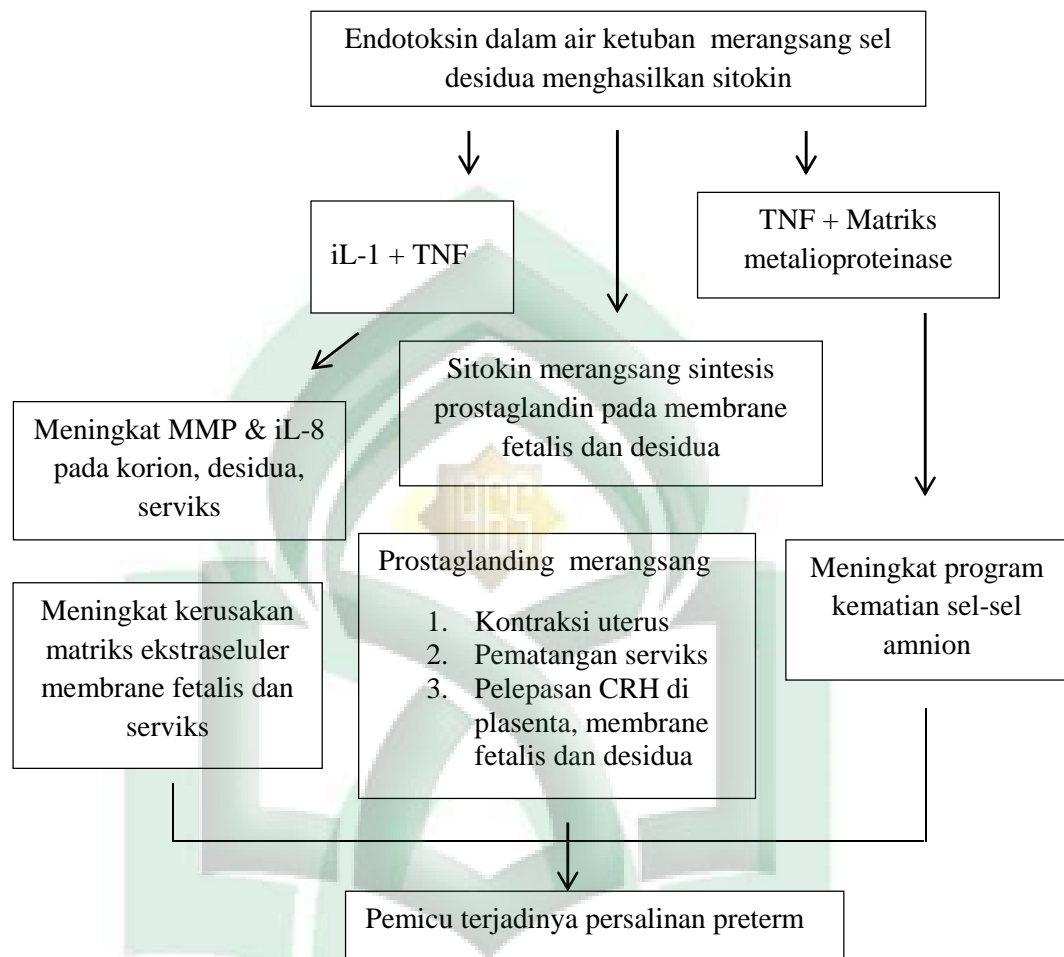 Endotoksin dalam air ketuban merangsang sel
desidua menghasilkan sitokin
iL-1 + TNF
TNF + Matriks
metalioproteinase
Sitokin merangsang sintesis
prostaglandin pada membrane
fetalis dan desidua
Meningkat MMP & iL-8
pada korion, desidua,
serviks
Prostaglanding merangsang
1. Kontraksi uterus
2. Pematangan serviks
3. Pelepasan CRH di
plasenta, membrane
fetalis dan desidua
Meningkat program
kematian sel-sel
amnion
Meningkat kerusakan
matriks ekstraseluler
membrane fetalis dan
serviks
Pemicu terjadinya persalinan preterm
1965